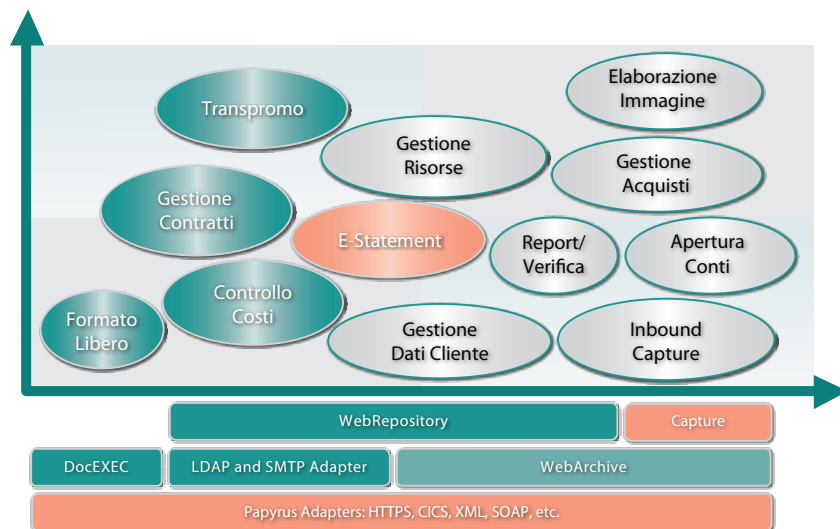 Elaborazione
Immagine
Transpromo
Gestione
Risorse
Gestione
Acquisti
Gestione
Contratti
E-Statement
Report/
Verifica
Apertura
Conti
Controllo
Costi
Formato
Libero
Gestione
Dati Cliente
Inbound
Capture
WebRepository
Capture
DocEXEC
LDAP and SMTP Adapter
WebArchive
Papyrus Adapters: HTTPS, CICS, XML, SOAP, etc.